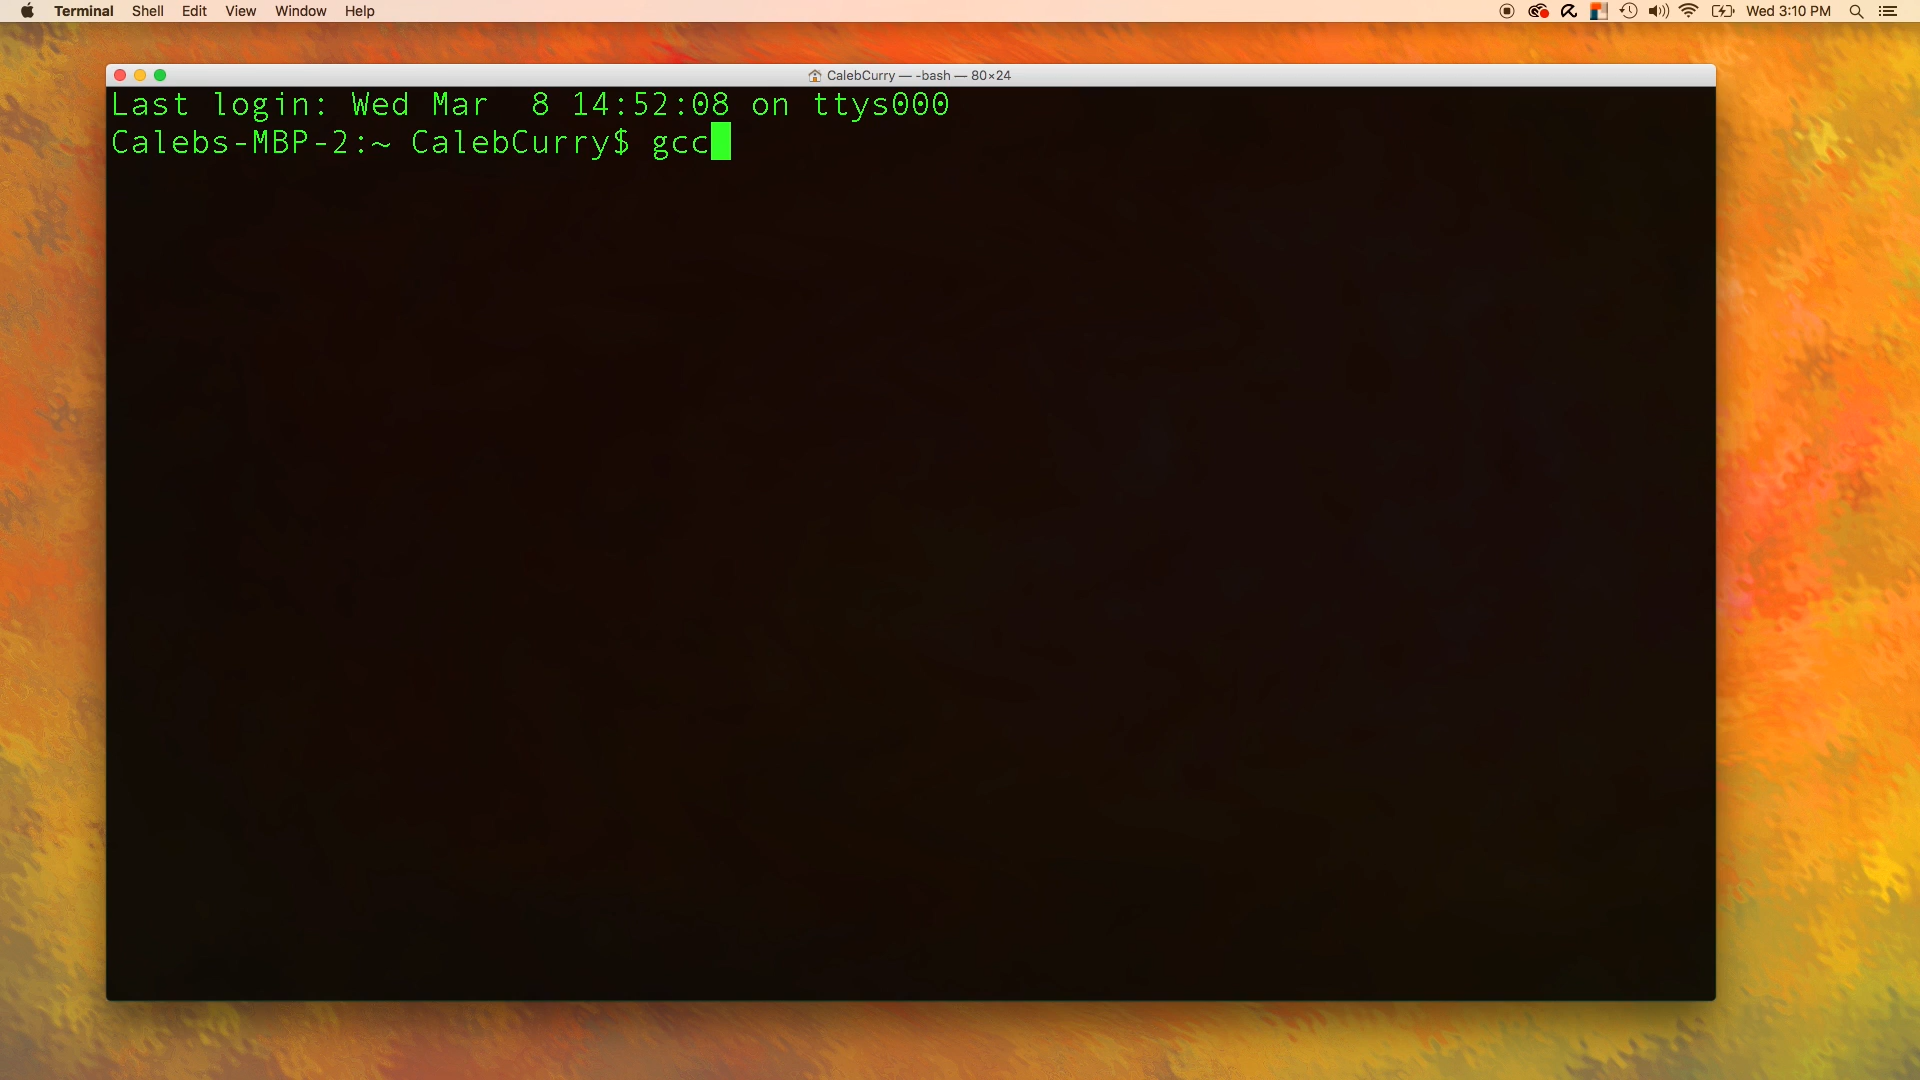 Terminal Shell Edit View Window Help Wed 3:10 PM
CalebCurry — -bash — 80×24
Last login: Wed Mar  8 14:52:08 on ttys000
Calebs-MBP-2:~ CalebCurry$ gcc